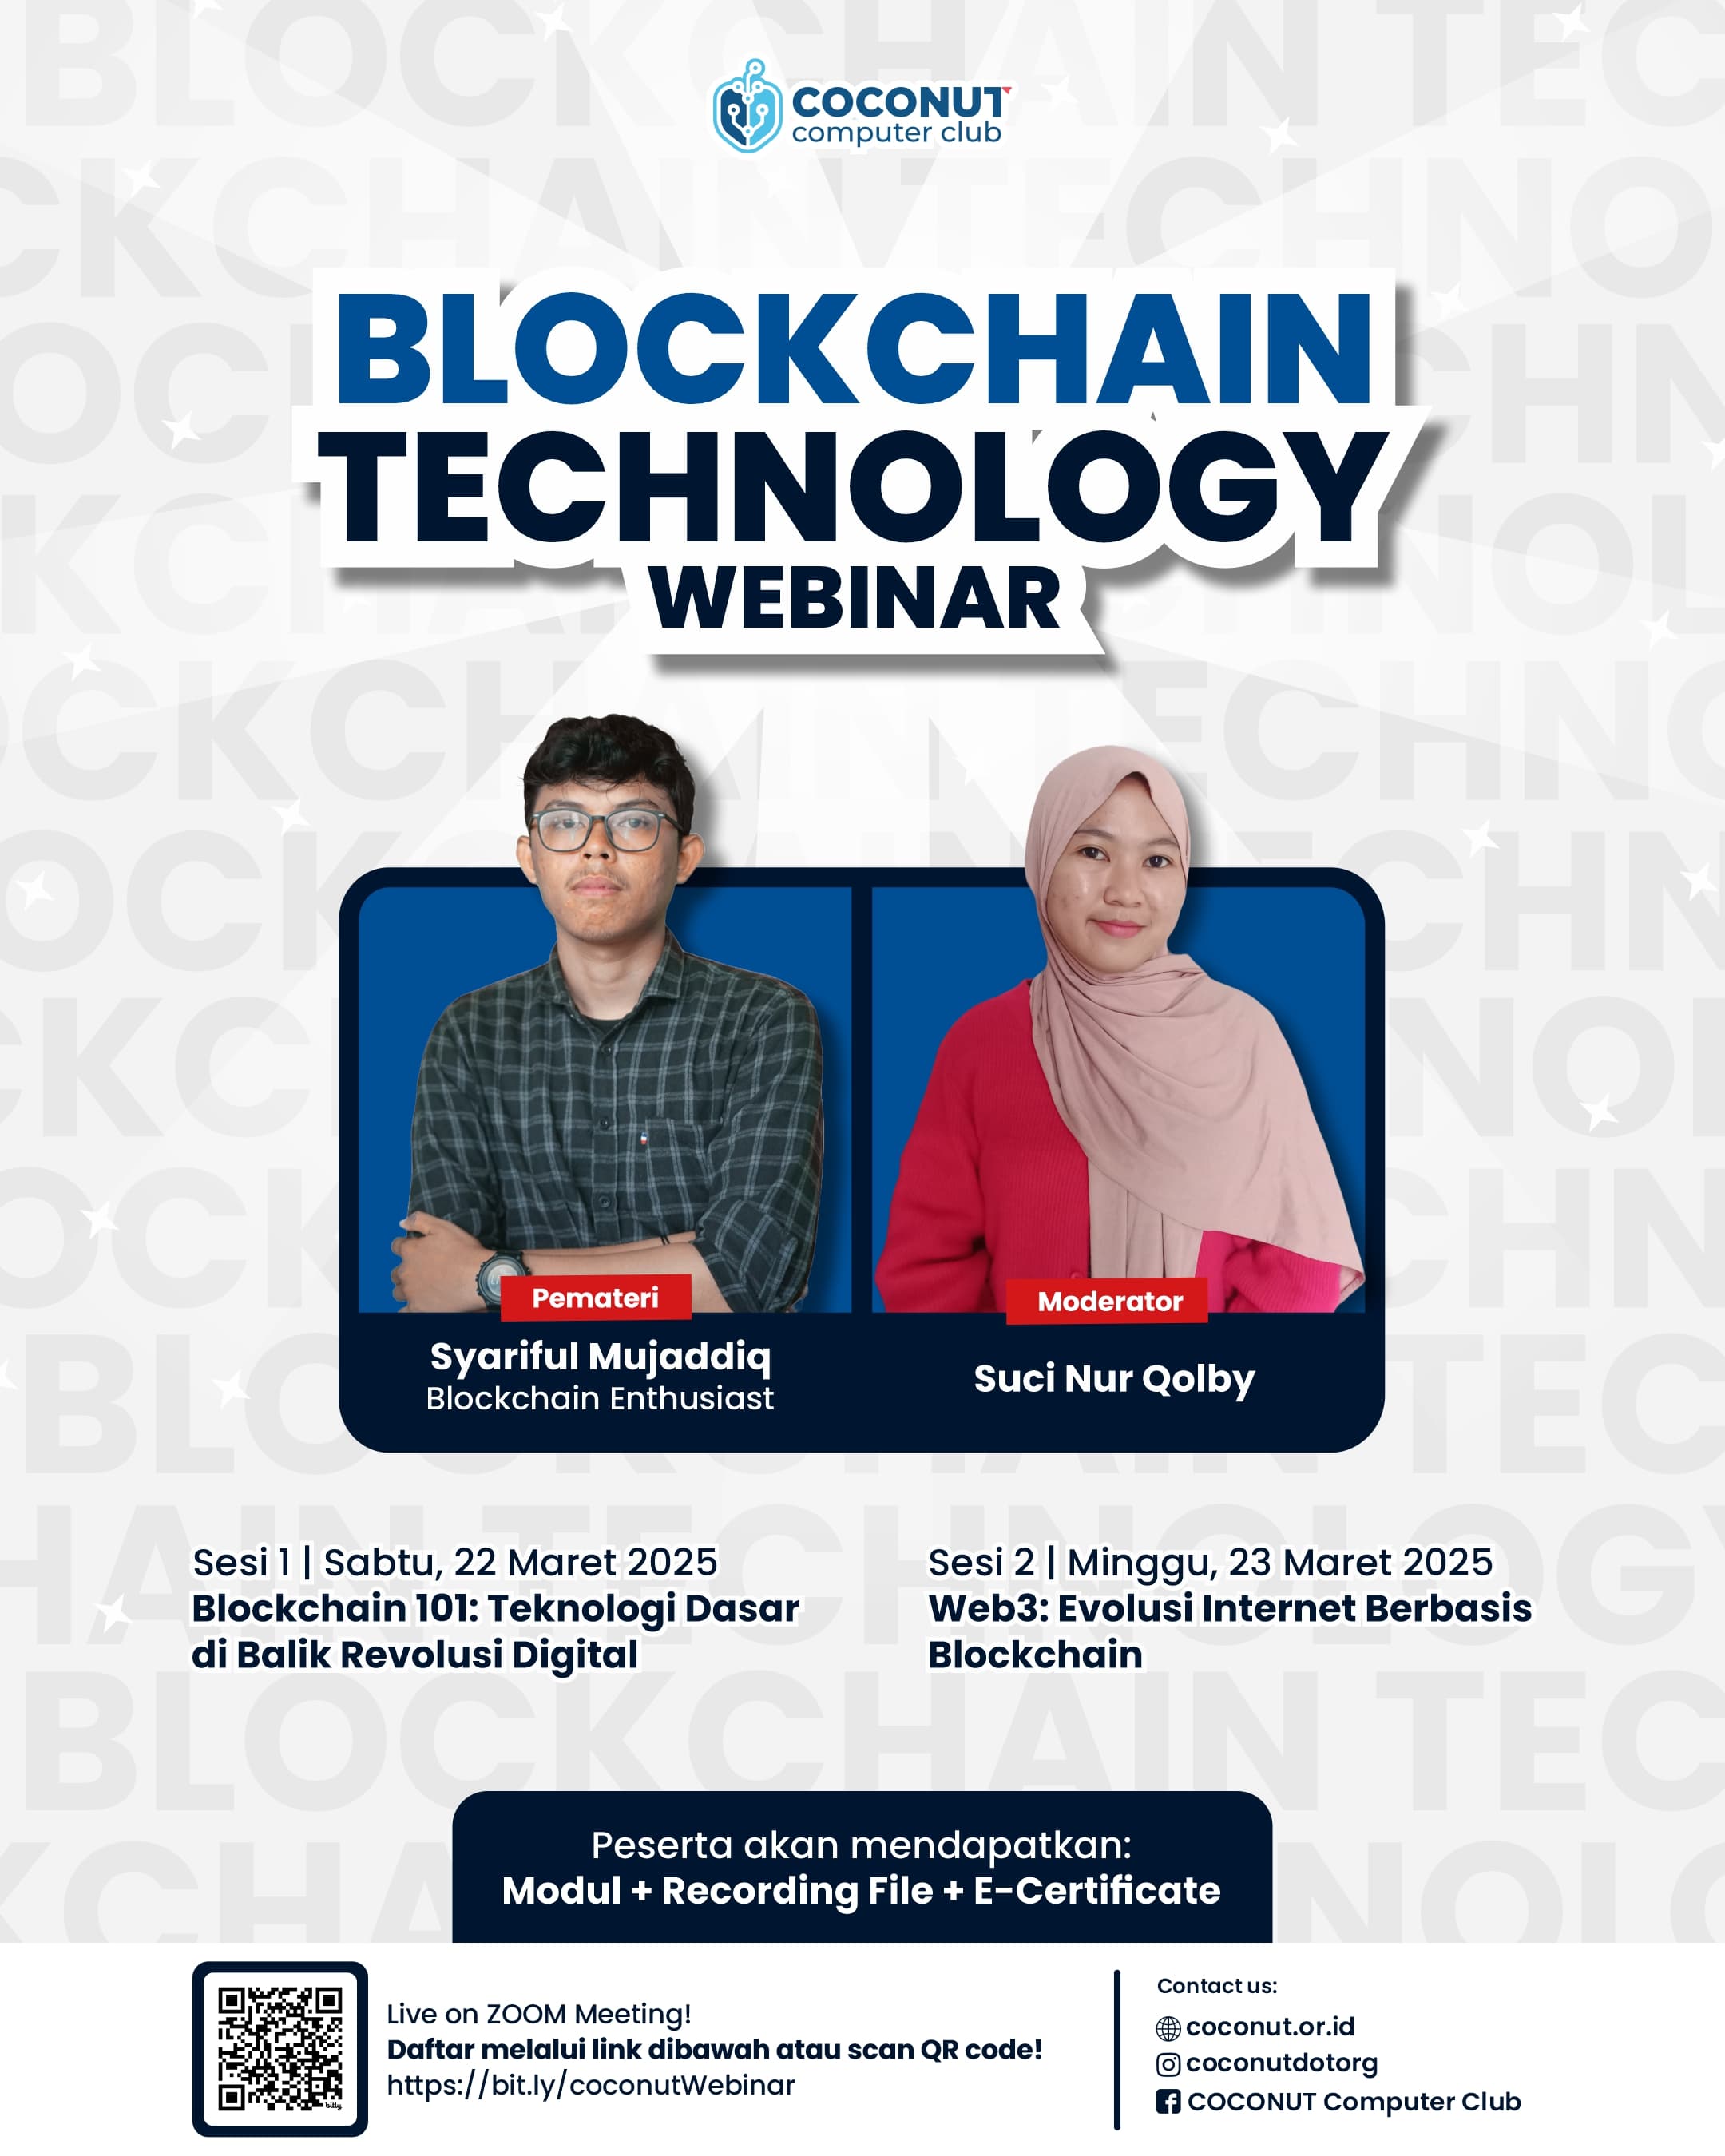 COCONUT
computer club
BLOCKCHAIN
TECHNOLOGY
WEBINAR
Pemateri
Syariful Mujaddiq
Blockchain Enthusiast
Moderator
Suci Nur Qolby
Sesi 1 | Sabtu, 22 Maret 2025
Blockchain 101: Teknologi Dasar
di Balik Revolusi Digital
Sesi 2 | Minggu, 23 Maret 2025
Web3: Evolusi Internet Berbasis
Blockchain
Peserta akan mendapatkan:
Modul + Recording File + E-Certificate
bitly
Live on ZOOM Meeting!
Daftar melalui link dibawah atau scan QR code!
https://bit.ly/coconutWebinar
Contact us:
coconut.or.id
coconutdotorg
COCONUT Computer Club